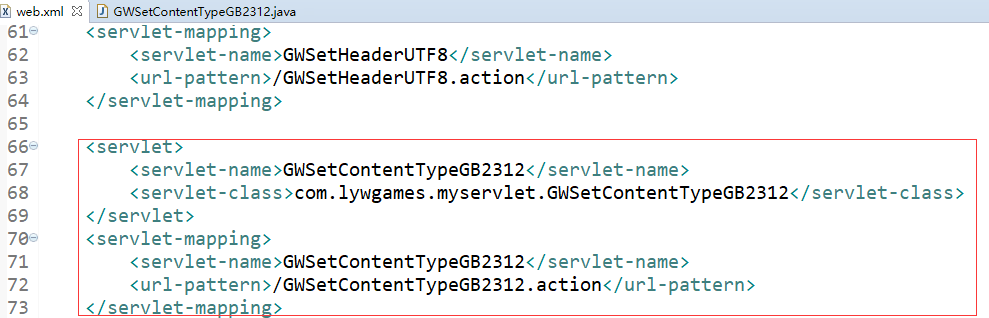 web.xml GWSetContentTypeGB2312.java
61 <servlet-mapping>
62 <servlet-name>GWSetHeaderUTF8</servlet-name>
63 <url-pattern>/GWSetHeaderUTF8.action</url-pattern>
64 </servlet-mapping>
65
66 <servlet>
67 <servlet-name>GWSetContentTypeGB2312</servlet-name>
68 <servlet-class>com.lywgames.myservlet.GWSetContentTypeGB2312</servlet-class>
69 </servlet>
70 <servlet-mapping>
71 <servlet-name>GWSetContentTypeGB2312</servlet-name>
72 <url-pattern>/GWSetContentTypeGB2312.action</url-pattern>
73 </servlet-mapping>